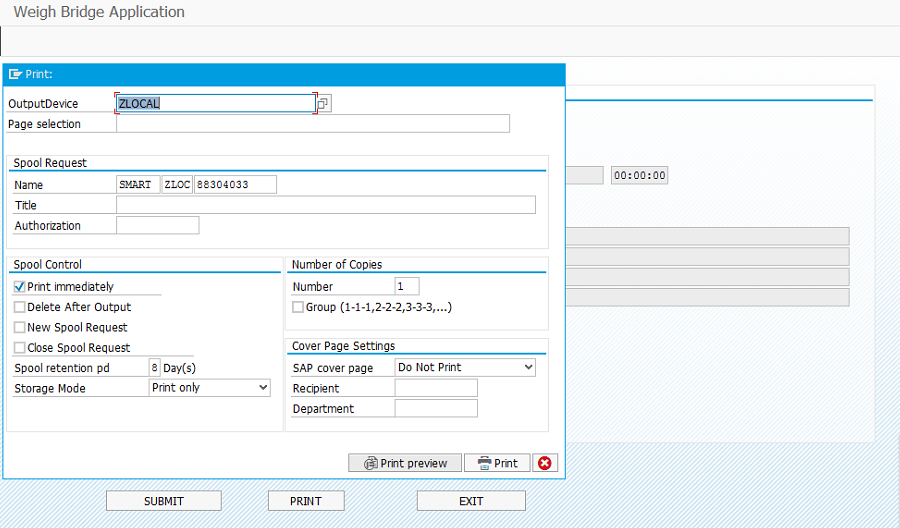 Weigh Bridge Application
Print:
OutputDevice ZLOCAL
Page selection
Spool Request
Name SMART ZLOC 88304033
Title
Authorization
00:00:00
Spool Control
Print immediately
Delete After Output
New Spool Request
Close Spool Request
Spool retention pd 8 Day(s)
Storage Mode Print only
Number of Copies
Number 1
Group (1-1-1,2-2-2,3-3-3,...)
Cover Page Settings
SAP cover page Do Not Print
Recipient
Department
Print preview Print
SUBMIT PRINT EXIT